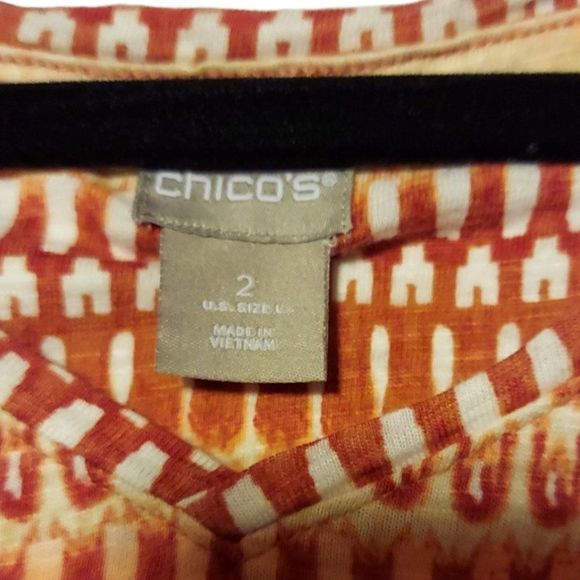 chico's®
2
U.S. SIZE L
MADE IN
VIETNAM